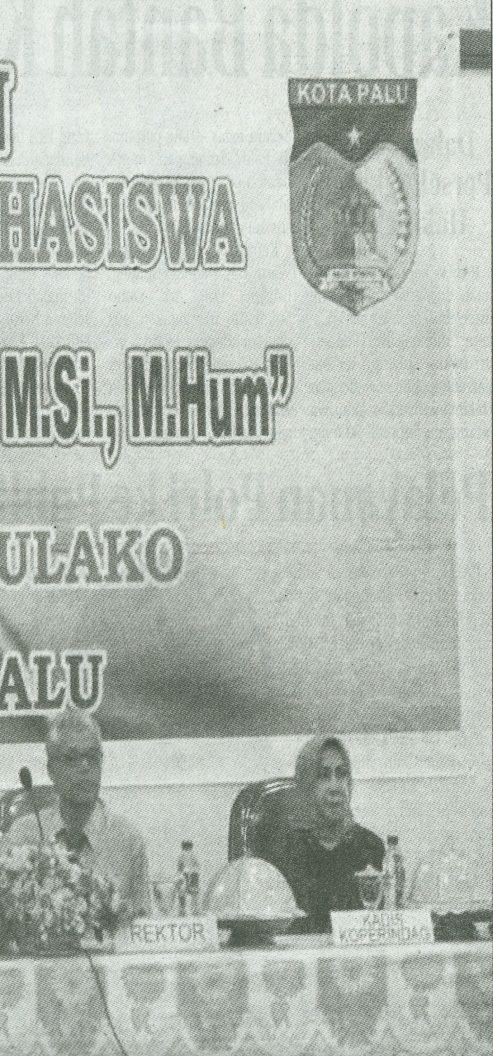 KOTA PALU
HASISWA
M.Si., M.Hum"
ULAKO
ALU
REKTOR
KADIS
KOPERINDAG